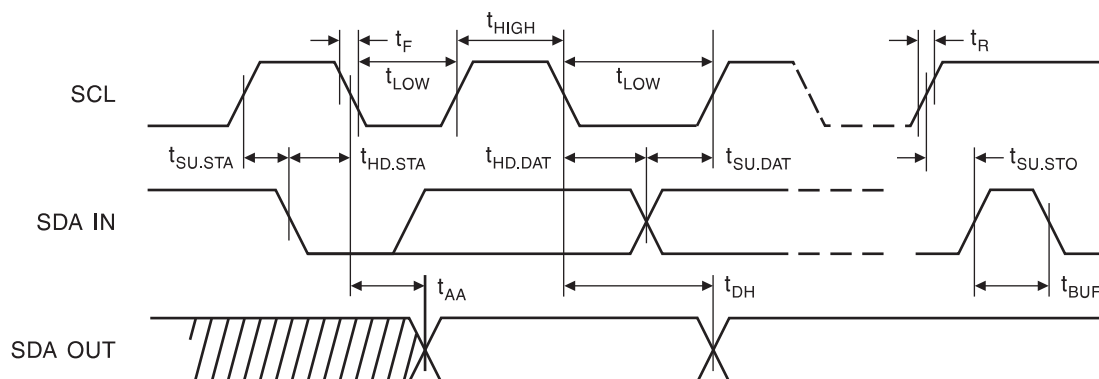 tHIGH
tF
tR
tLOW
tLOW
SCL
tSU.STA
tHD.STA
tHD.DAT
tSU.DAT
tSU.STO
SDA IN
tAA
tDH
tBUF
SDA OUT